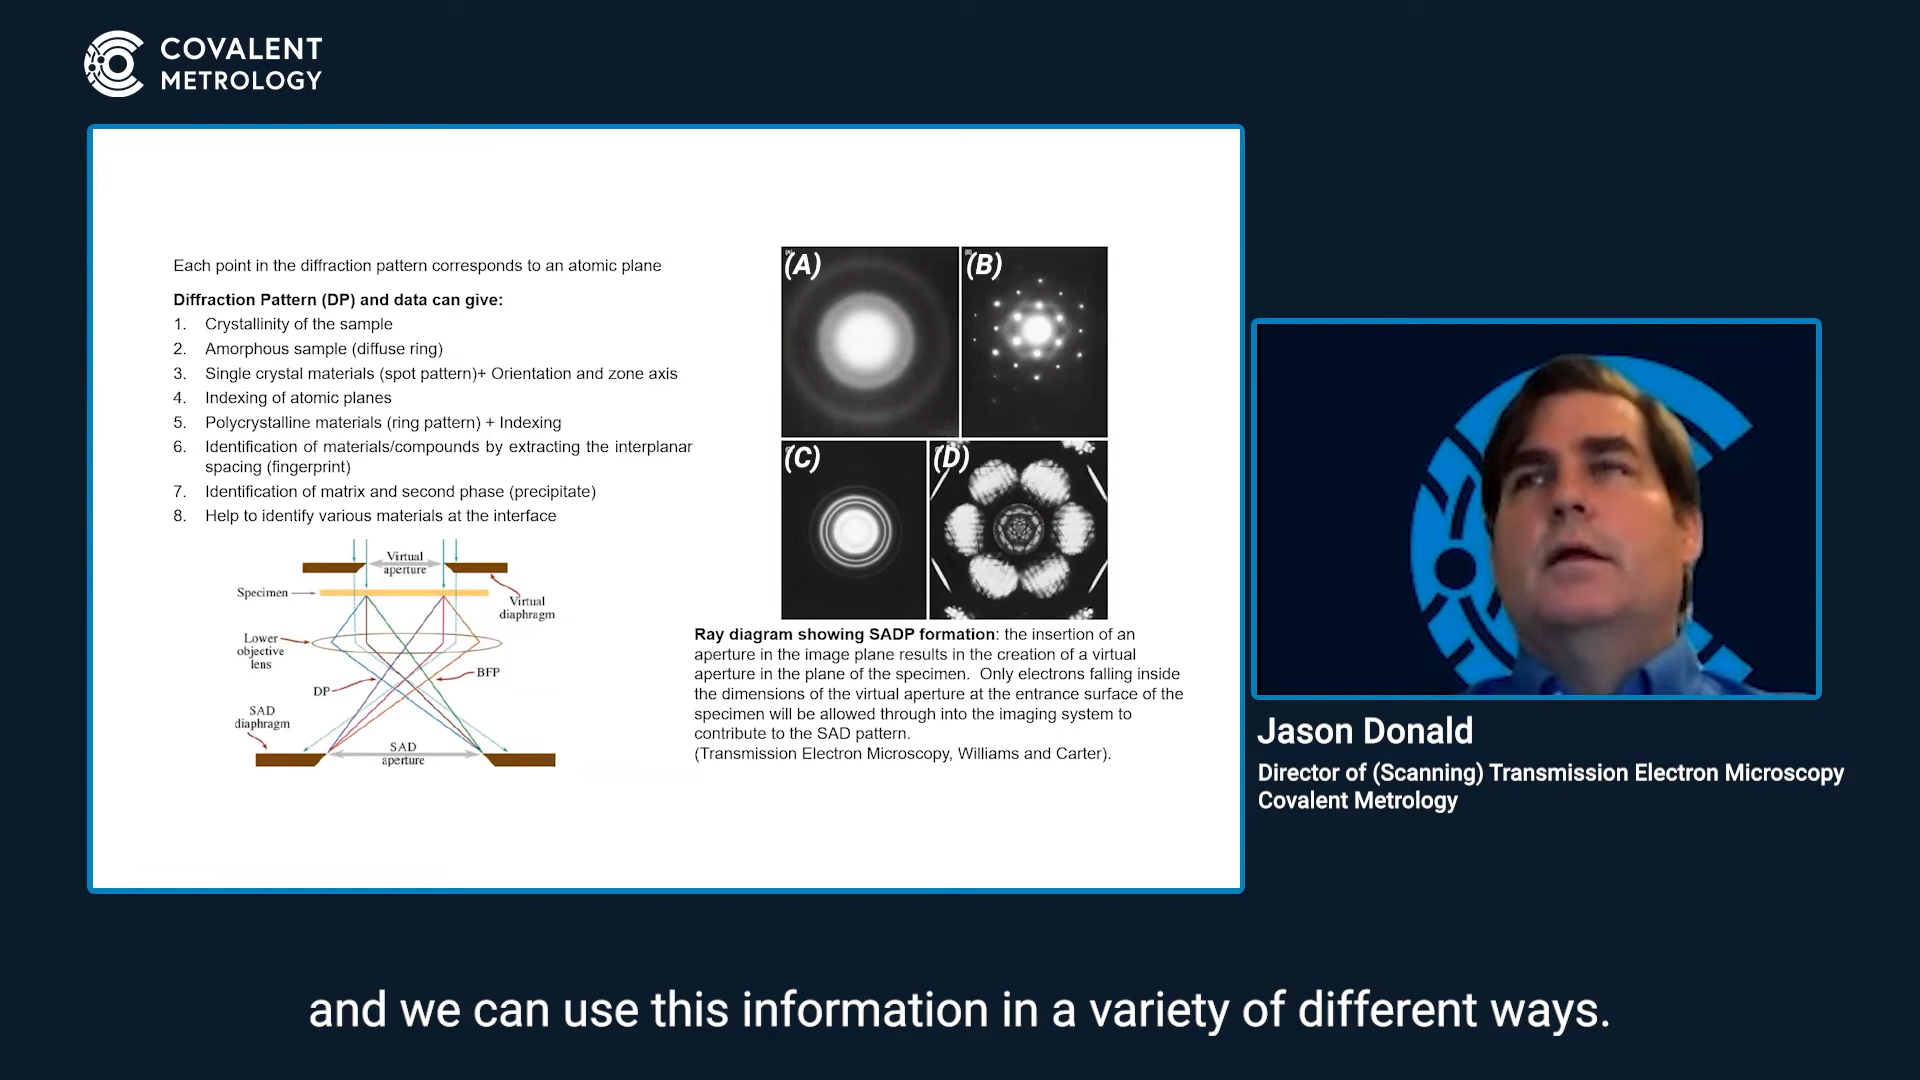 COVALENT
METROLOGY
Each point in the diffraction pattern corresponds to an atomic plane
Diffraction Pattern (DP) and data can give:
1. Crystallinity of the sample
2. Amorphous sample (diffuse ring)
3. Single crystal materials (spot pattern)+ Orientation and zone axis
4. Indexing of atomic planes
5. Polycrystalline materials (ring pattern) + Indexing
6. Identification of materials/compounds by extracting the interplanar
spacing (fingerprint)
7. Identification of matrix and second phase (precipitate)
8. Help to identify various materials at the interface
Virtual
aperture
Specimen
Virtual
diaphragm
Lower
objective
lens
BFP
DP
SAD
diaphragm
SAD
aperture
(A)
(B)
(C)
(D)
Ray diagram showing SADP formation: the insertion of an
aperture in the image plane results in the creation of a virtual
aperture in the plane of the specimen. Only electrons falling inside
the dimensions of the virtual aperture at the entrance surface of the
specimen will be allowed through into the imaging system to
contribute to the SAD pattern.
(Transmission Electron Microscopy, Williams and Carter).
Jason Donald
Director of (Scanning) Transmission Electron Microscopy
Covalent Metrology
and we can use this information in a variety of different ways.